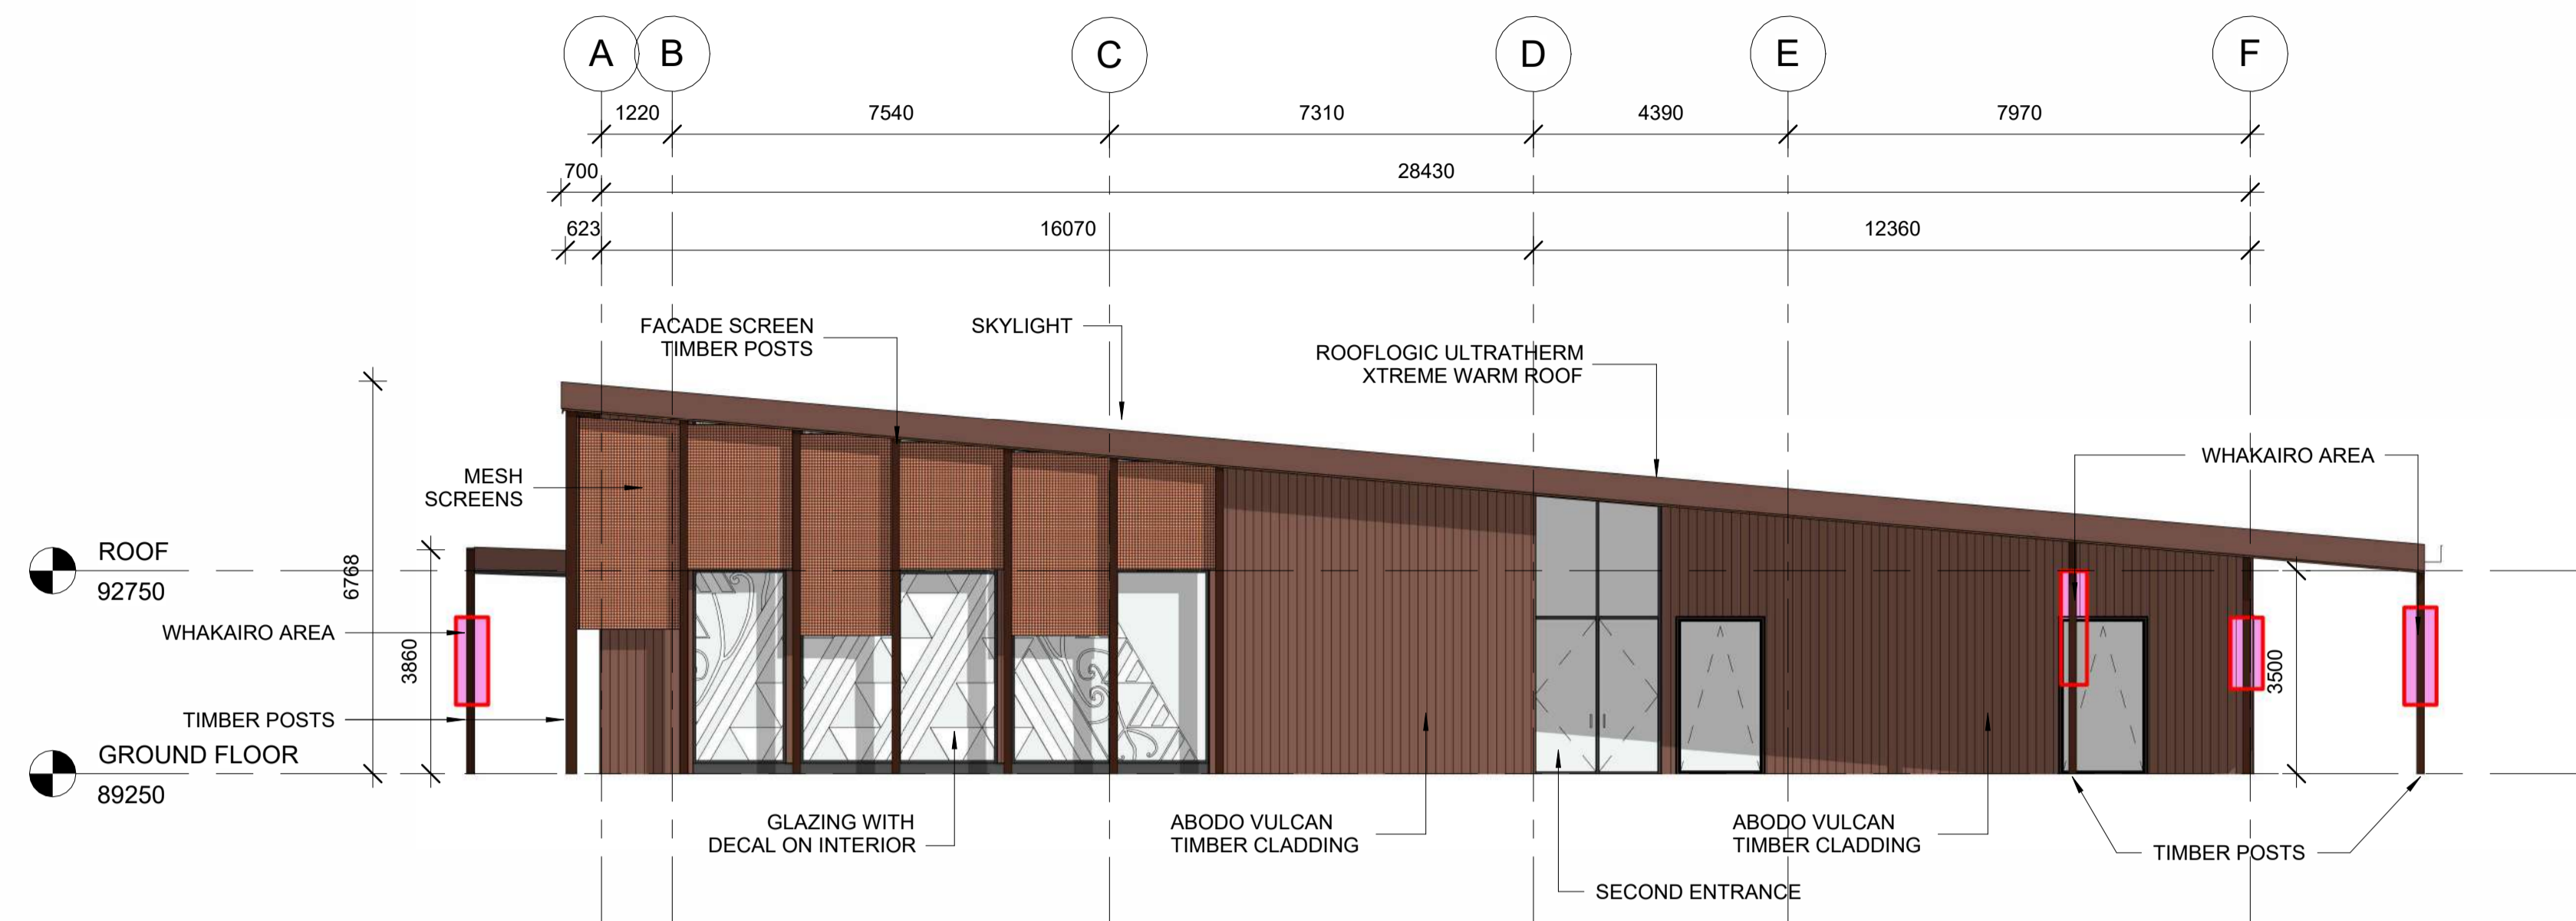 A B C D E F
1220 7540 7310 4390 7970
700 28430
623 16070 12360
FACADE SCREEN
TIMBER POSTS
SKYLIGHT
ROOFLOGIC ULTRATHERM
XTREME WARM ROOF
MESH
SCREENS
WHAKAIRO AREA
ROOF
92750
6768
WHAKAIRO AREA
3860
3500
TIMBER POSTS
GROUND FLOOR
89250
GLAZING WITH
DECAL ON INTERIOR
ABODO VULCAN
TIMBER CLADDING
ABODO VULCAN
TIMBER CLADDING
TIMBER POSTS
SECOND ENTRANCE